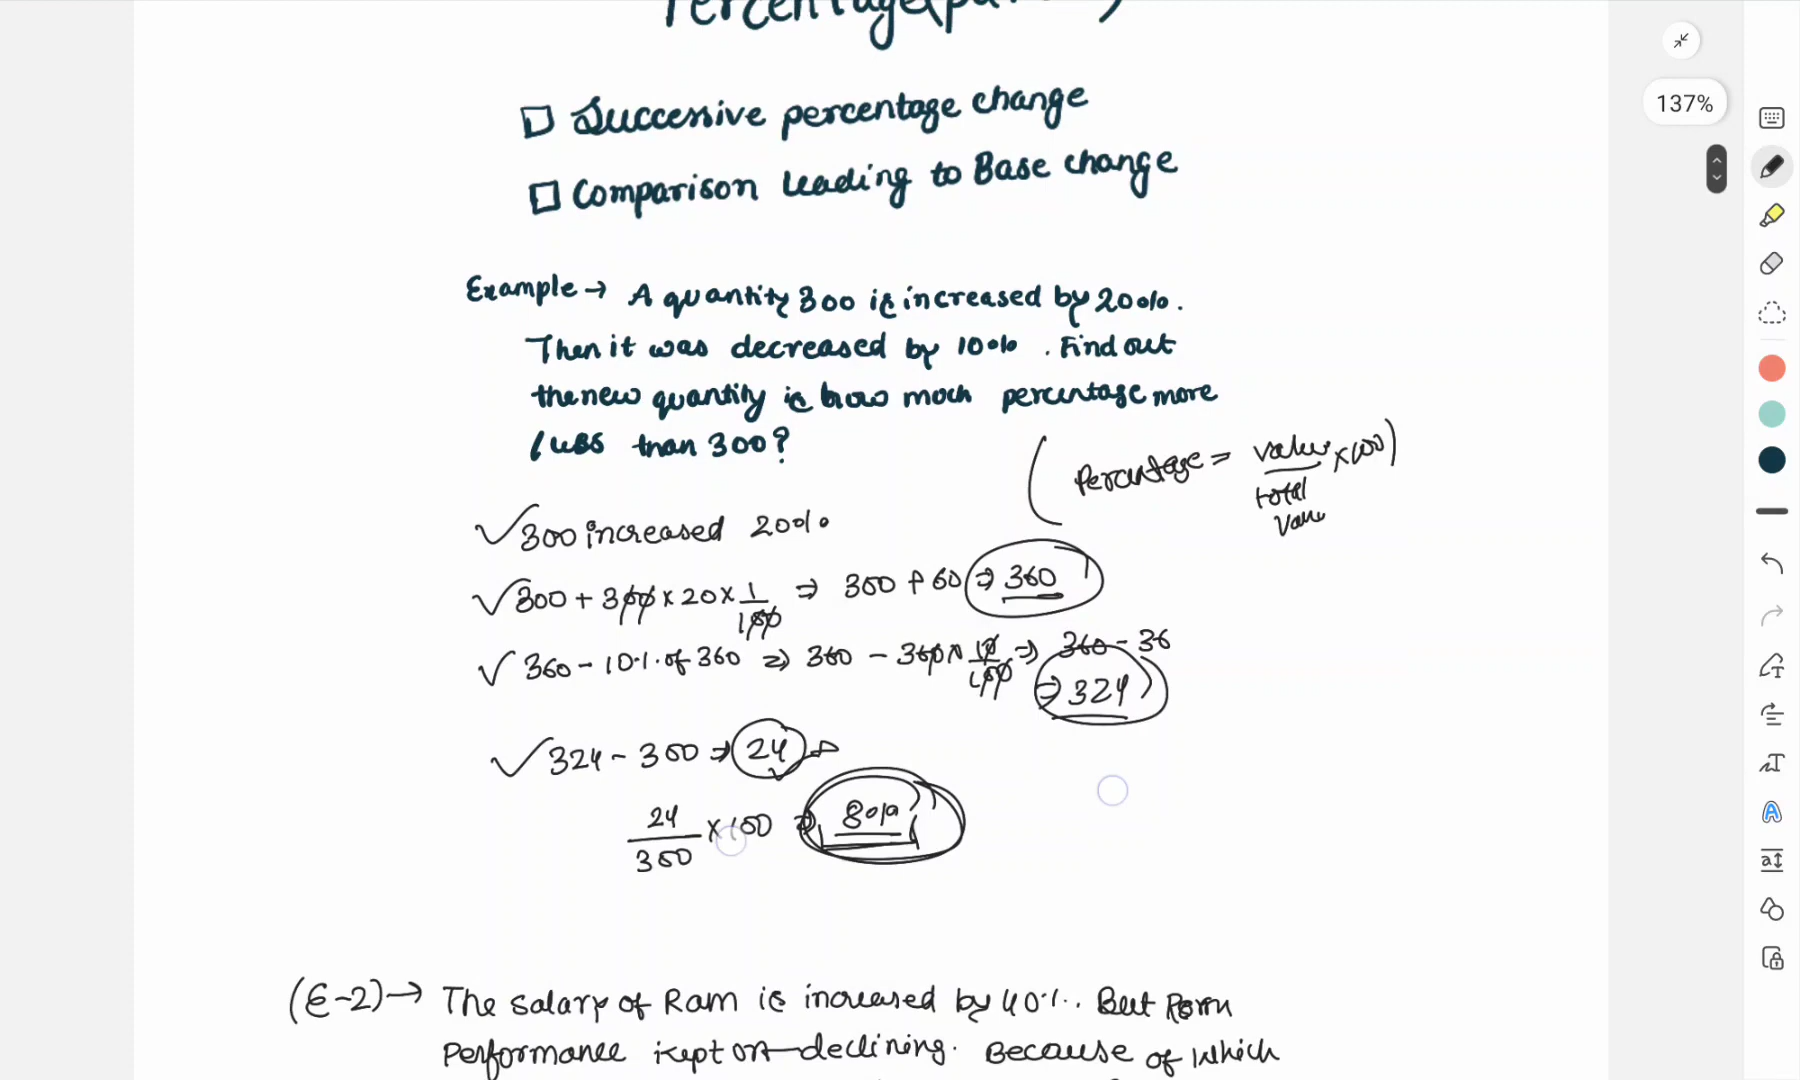 Percentage(
□ Successive percentage change
□ Comparison leading to Base change
Example → A quantity 300 is increased by 20%.
Then it was decreased by 10%. Find out
the new quantity is how much percentage more
/less than 300?
(Percentage = value/total value × 100)
✓ 300 increased 20%
✓ 300 + 300 × 20 × 1/100 ⇒ 300 + 60 ⇒ 360
✓ 360 - 10% of 360 ⇒ 360 - 360 × 10/100 ⇒ 360 - 36
⇒ 324
✓ 324 - 300 ⇒ 24
24/300 × 100 ⇒ 8%
(E-2) → The salary of Ram is increased by 40%. But
Performance kept on declining. Because of which
137%